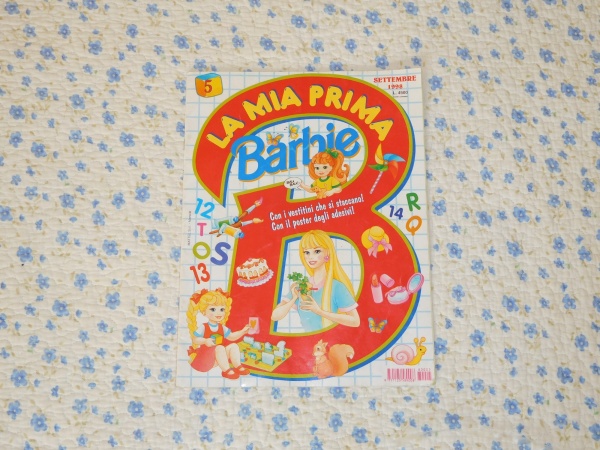 5
SETTEMBRE
1998
L. 4900
LA MIA PRIMA
Barbie
Con i vestitini che si staccano!
Con il poster degli adesivi!
12
T
O
S
13
14
R
Q